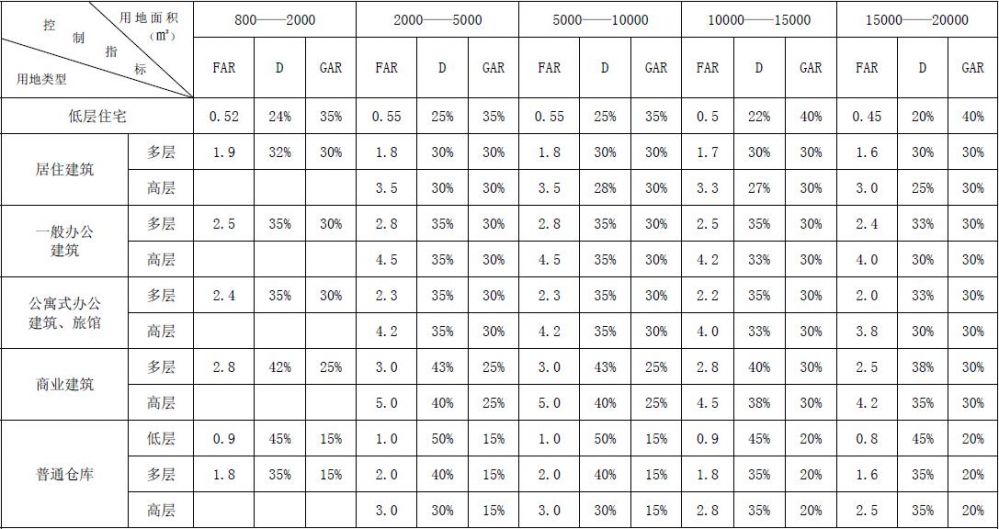 控制指标 用地面积(m²) 800——2000 2000——5000 5000——10000 10000——15000 15000——20000
用地类型 FAR D GAR FAR D GAR FAR D GAR FAR D GAR FAR D GAR
低层住宅 0.52 24% 35% 0.55 25% 35% 0.55 25% 35% 0.5 22% 40% 0.45 20% 40%
居住建筑 多层 1.9 32% 30% 1.8 30% 30% 1.8 30% 30% 1.7 30% 30% 1.6 30% 30%
高层 3.5 30% 30% 3.5 28% 30% 3.3 27% 30% 3.0 25% 30%
一般办公
建筑 多层 2.5 35% 30% 2.8 35% 30% 2.8 35% 30% 2.5 35% 30% 2.4 33% 30%
高层 4.5 35% 30% 4.5 35% 30% 4.2 33% 30% 4.0 30% 30%
公寓式办公
建筑、旅馆 多层 2.4 35% 30% 2.3 35% 30% 2.3 35% 30% 2.2 35% 30% 2.0 33% 30%
高层 4.2 35% 30% 4.2 35% 30% 4.0 33% 30% 3.8 30% 30%
商业建筑 多层 2.8 42% 25% 3.0 43% 25% 3.0 43% 25% 2.8 40% 30% 2.5 38% 30%
高层 5.0 40% 25% 5.0 40% 25% 4.5 38% 30% 4.2 35% 30%
普通仓库 低层 0.9 45% 15% 1.0 50% 15% 1.0 50% 15% 0.9 45% 20% 0.8 45% 20%
多层 1.8 35% 15% 2.0 40% 15% 2.0 40% 15% 1.8 35% 20% 1.6 35% 20%
高层 3.0 30% 15% 3.0 30% 15% 2.8 35% 20% 2.5 35% 20%